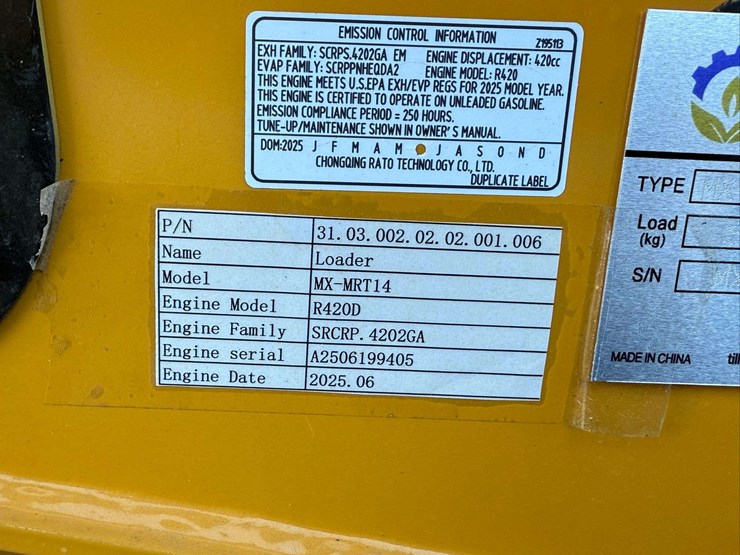 EMISSION CONTROL INFORMATION Z195113
EXH FAMILY: SCRPS.4202GA EM ENGINE DISPLACEMENT: 420cc
EVAP FAMILY: SCRPPNHEQDA2 ENGINE MODEL: R420
THIS ENGINE MEETS U.S.EPA EXH/EVP REGS FOR 2025 MODEL YEAR.
THIS ENGINE IS CERTIFIED TO OPERATE ON UNLEADED GASOLINE.
EMISSION COMPLIANCE PERIOD = 250 HOURS.
TUNE-UP/MAINTENANCE SHOWN IN OWNER'S MANUAL.
DOM:2025 J F M A M J A S O N D
CHONGQING RATO TECHNOLOGY CO., LTD.
DUPLICATE LABEL
P/N 31.03.002.02.02.001.006
Name Loader
Model MX-MRT14
Engine Model R420D
Engine Family SRCRP.4202GA
Engine serial A2506199405
Engine Date 2025.06
TYPE
Load
(kg)
S/N
MADE IN CHINA